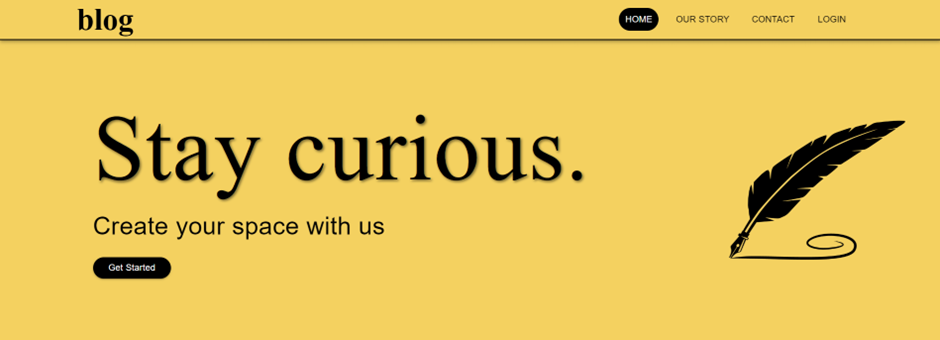 blog
HOME OUR STORY CONTACT LOGIN
Stay curious.
Create your space with us
Get Started